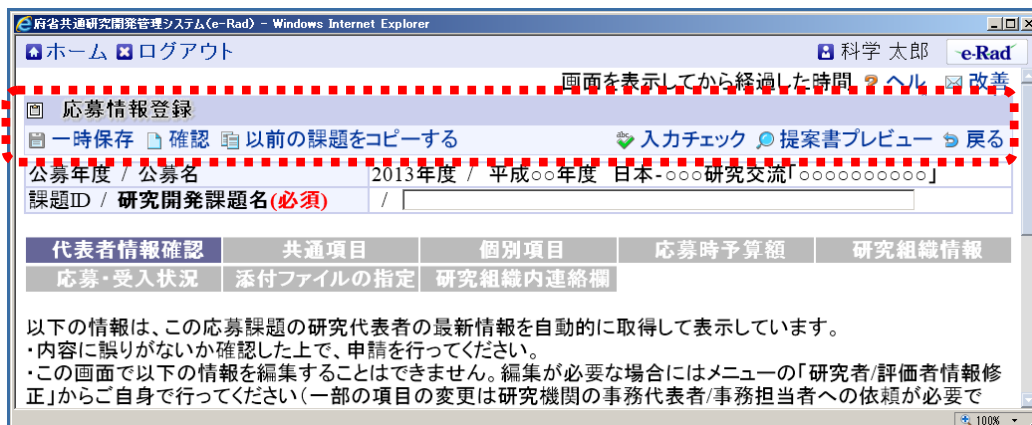 府省共通研究開発管理システム(e-Rad) - Windows Internet Explorer
ホーム ログアウト 科学 太郎 e-Rad
画面を表示してから経過した時間 ヘル 改善
応募情報登録
一時保存 確認 以前の課題をコピーする 入力チェック 提案書プレビュー 戻る
公募年度 / 公募名 2013年度 / 平成○○年度 日本-○○○研究交流「○○○○○○○○○○」
課題ID / 研究開発課題名(必須) /
代表者情報確認 共通項目 個別項目 応募時予算額 研究組織情報
応募・受入状況 添付ファイルの指定 研究組織内連絡欄
以下の情報は、この応募課題の研究代表者の最新情報を自動的に取得して表示しています。
・内容に誤りがないか確認した上で、申請を行ってください。
・この画面で以下の情報を編集することはできません。編集が必要な場合にはメニューの「研究者/評価者情報修
正」からご自身で行ってください(一部の項目の変更は研究機関の事務代表者/事務担当者への依頼が必要で
100%